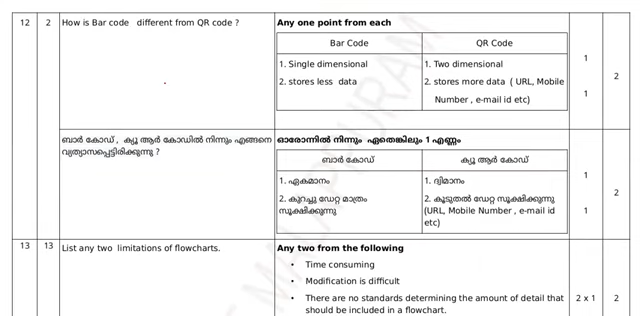 12 2 How is Bar code different from QR code ? Any one point from each
Bar Code QR Code
1. Single dimensional 1. Two dimensional 1
2. stores less data 2. stores more data ( URL, Mobile 2
Number , e-mail id etc) 1
ബാർ കോഡ് , ക്യൂ ആർ കോഡിൽ നിന്നും എങ്ങനെ ഓരോന്നിൽ നിന്നും ഏതെങ്കിലും 1 എണ്ണം
വ്യത്യാസപ്പെട്ടിരിക്കുന്നു ?
ബാർ കോഡ് ക്യൂ ആർ കോഡ്
1. ഏകമാനം 1. ദ്വിമാനം 1
2. കുറച്ചു ഡേറ്റ മാത്രം 2. കൂടുതൽ ഡേറ്റ സൂക്ഷിക്കുന്നു 2
സൂക്ഷിക്കുന്നു (URL, Mobile Number , e-mail id 1
etc)
13 13 List any two limitations of flowcharts. Any two from the following
• Time consuming
• Modification is difficult
• There are no standards determining the amount of detail that 2 x 1 2
should be included in a flowchart.